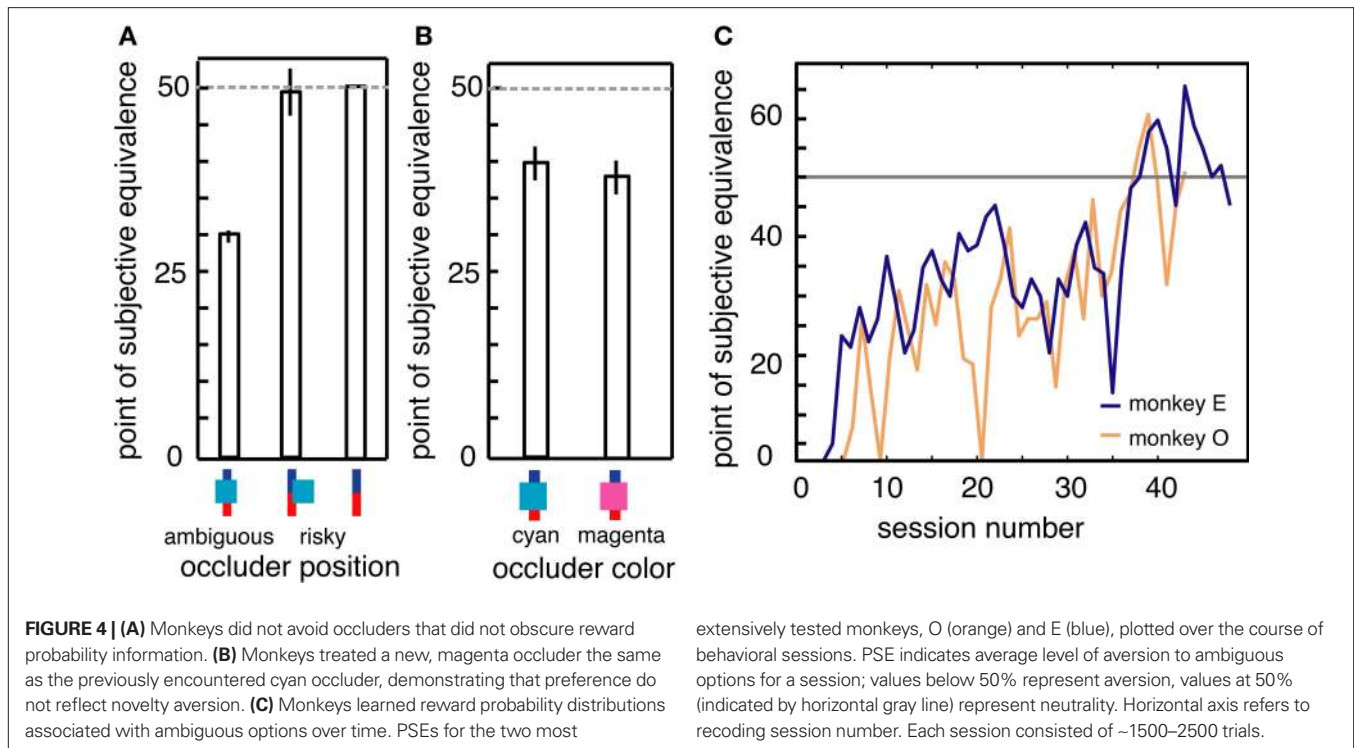 A
point of subjective equivalence
50
25
0
ambiguous risky
occluder position
B
point of subjective equivalence
50
25
0
cyan magenta
occluder color
C
point of subjective equivalence
60
40
20
0
0 10 20 30 40
session number
monkey E
monkey O
FIGURE 4 | (A) Monkeys did not avoid occluders that did not obscure reward
probability information. (B) Monkeys treated a new, magenta occluder the same
as the previously encountered cyan occluder, demonstrating that preference do
not reflect novelty aversion. (C) Monkeys learned reward probability distributions
associated with ambiguous options over time. PSEs for the two most
extensively tested monkeys, O (orange) and E (blue), plotted over the course of
behavioral sessions. PSE indicates average level of aversion to ambiguous
options for a session; values below 50% represent aversion, values at 50%
(indicated by horizontal gray line) represent neutrality. Horizontal axis refers to
recoding session number. Each session consisted of ~1500–2500 trials.